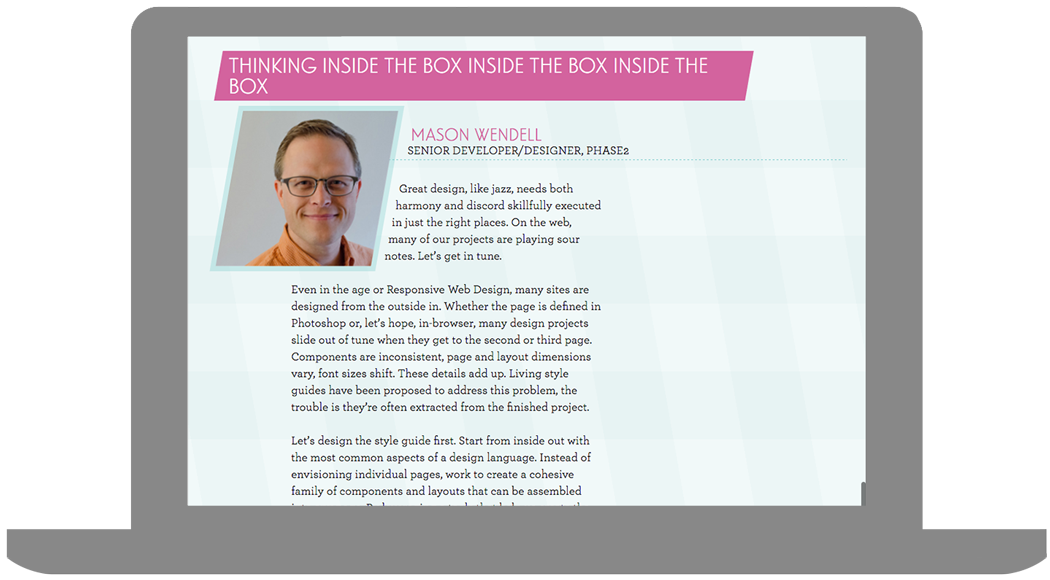 THINKING INSIDE THE BOX INSIDE THE BOX INSIDE THE
BOX
MASON WENDELL
SENIOR DEVELOPER/DESIGNER, PHASE2
Great design, like jazz, needs both
harmony and discord skillfully executed
in just the right places. On the web,
many of our projects are playing sour
notes. Let's get in tune.
Even in the age or Responsive Web Design, many sites are
designed from the outside in. Whether the page is defined in
Photoshop or, let's hope, in-browser, many design projects
slide out of tune when they get to the second or third page.
Components are inconsistent, page and layout dimensions
vary, font sizes shift. These details add up. Living style
guides have been proposed to address this problem, the
trouble is they're often extracted from the finished project.
Let's design the style guide first. Start from inside out with
the most common aspects of a design language. Instead of
envisioning individual pages, work to create a cohesive
family of components and layouts that can be assembled